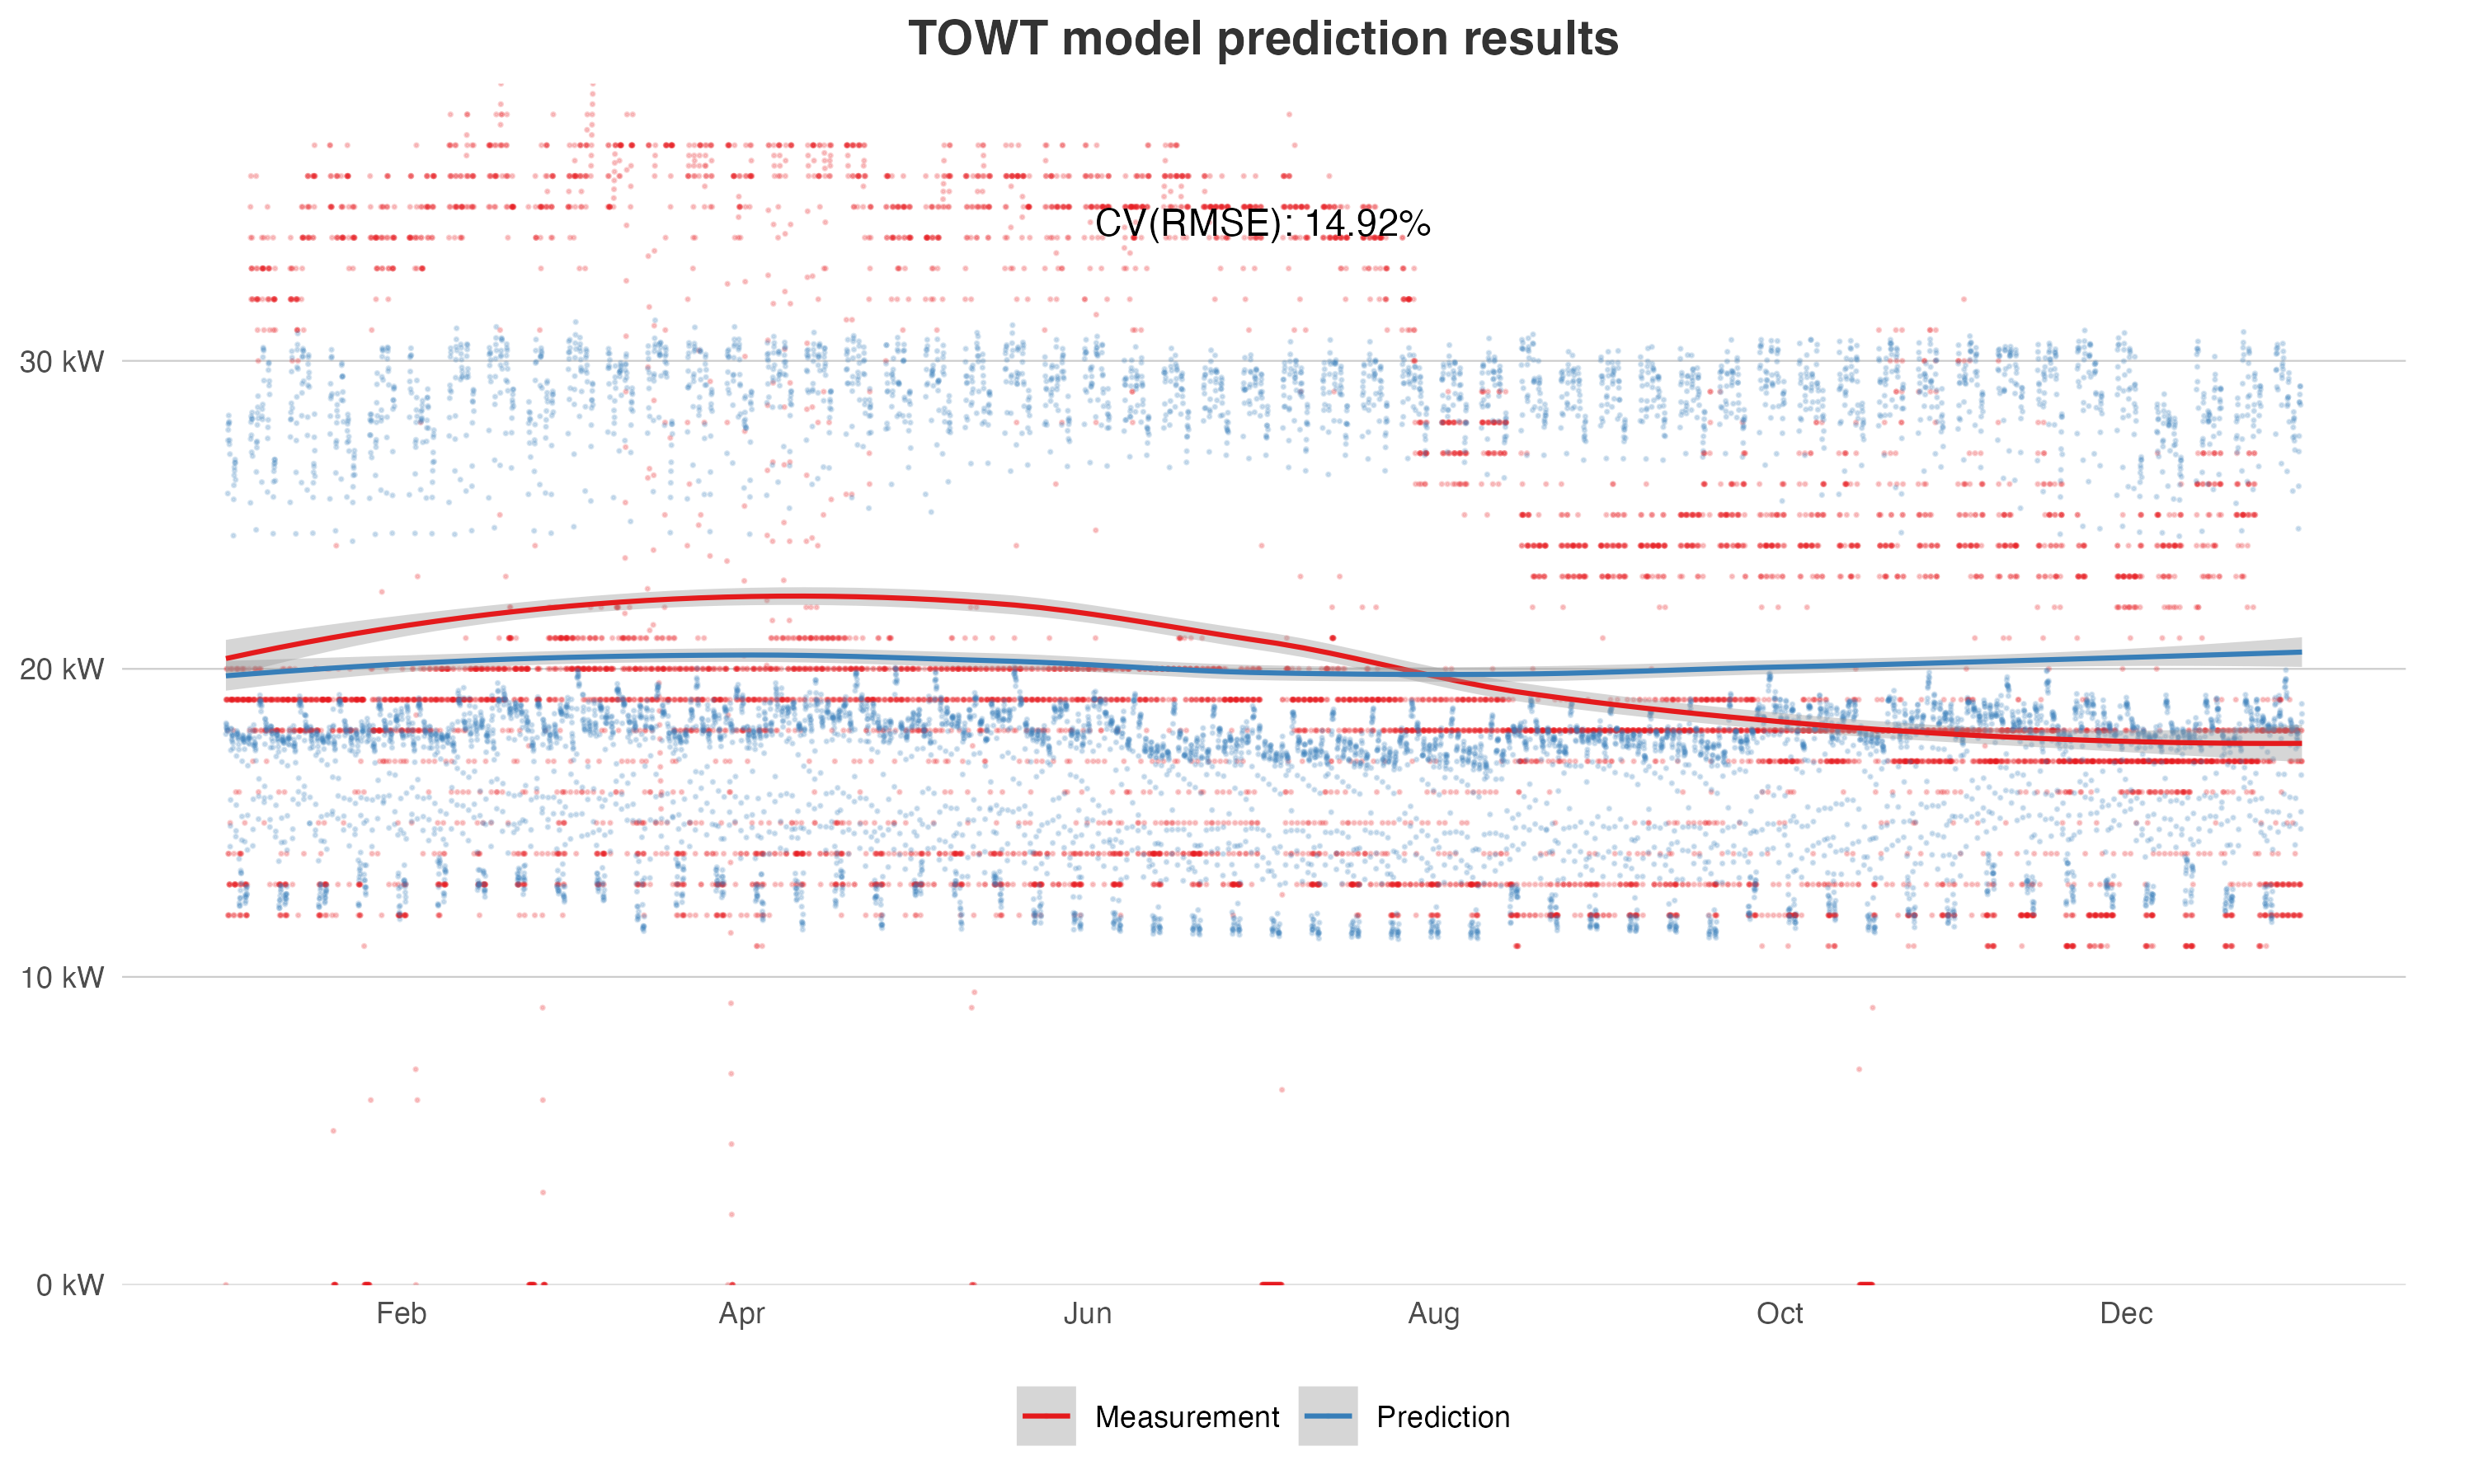 TOWT model prediction results
CV(RMSE): 14.92%
30 kW
20 kW
10 kW
0 kW
Feb Apr Jun Aug Oct Dec
Measurement Prediction